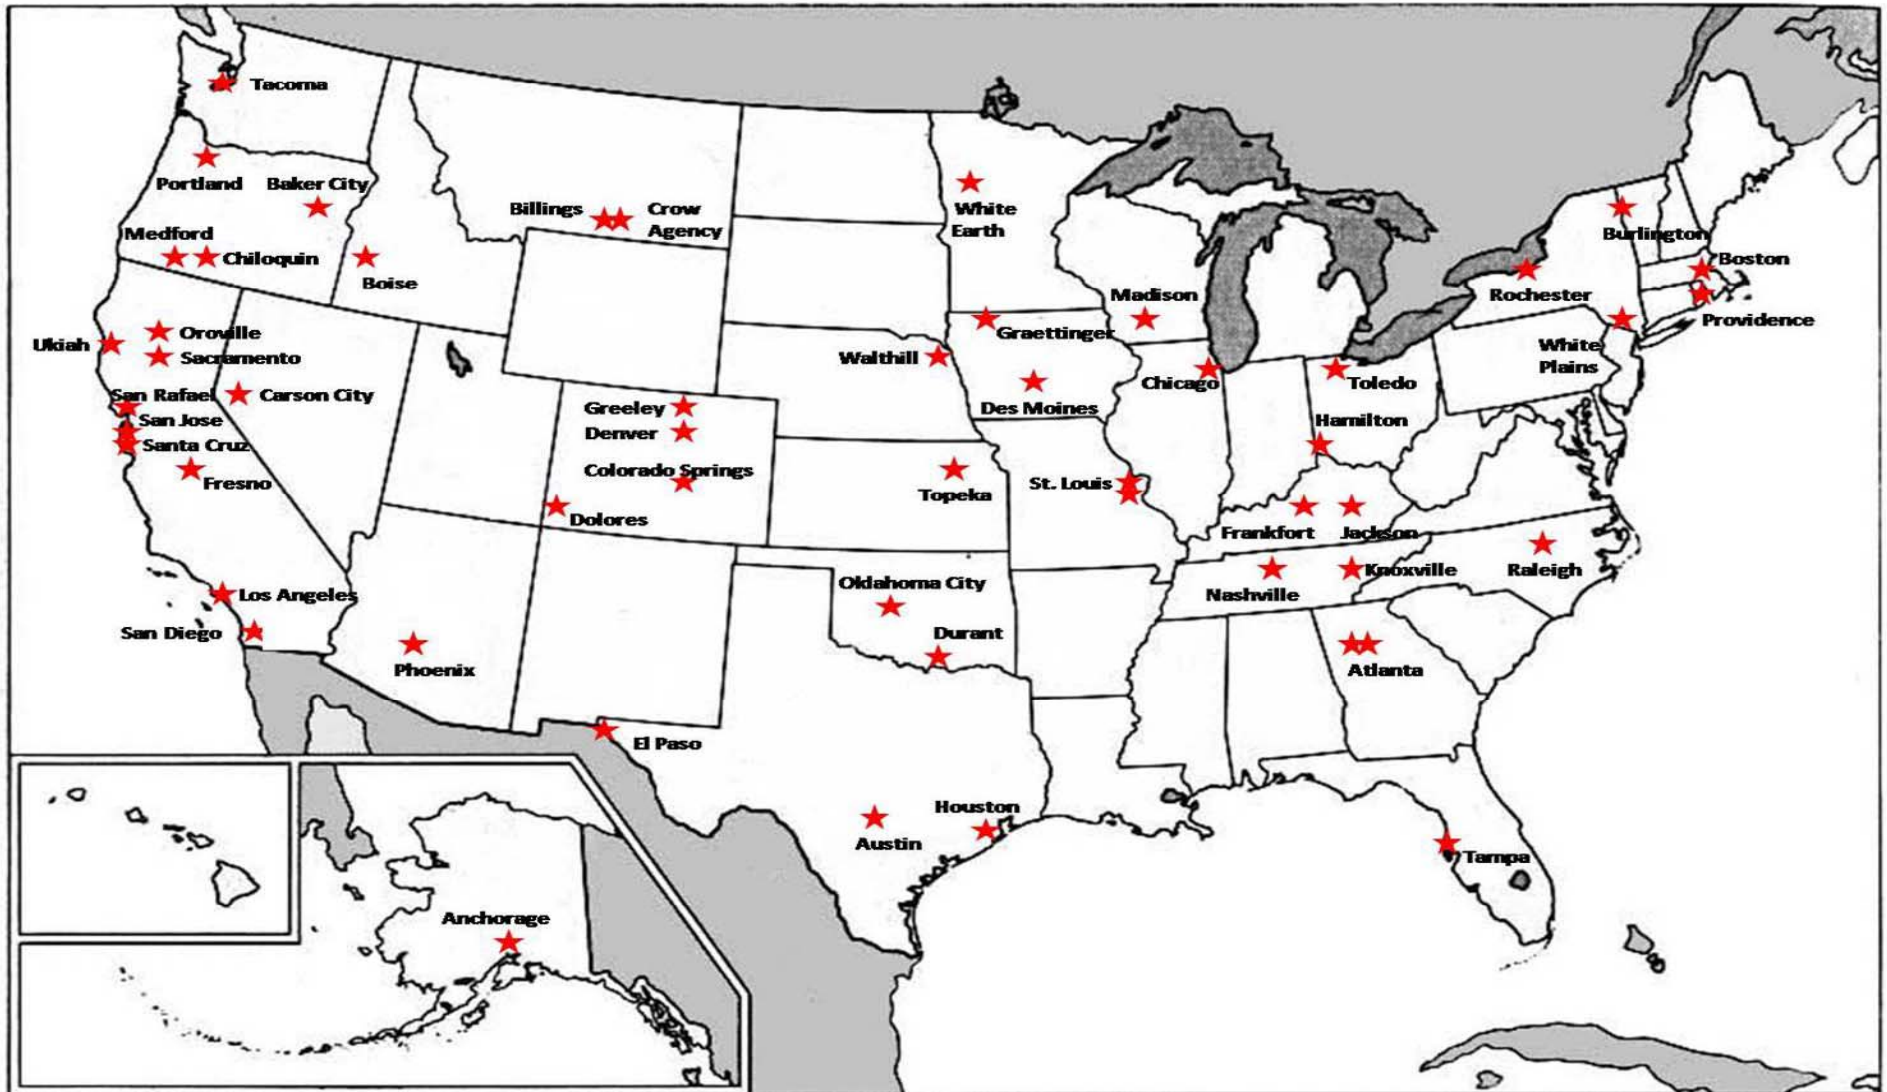 Tacoma
Portland
Baker City
Billings
Crow
Agency
White
Earth
Medford
Chiloquin
Boise
Burlington
Boston
Rochester
Madison
Graettinger
Providence
Ukiah
Oroville
Sacramento
Walthill
White
Plains
San Rafael
Carson City
Chicago
Toledo
Greeley
Des Moines
San Jose
Hamilton
Denver
Santa Cruz
Colorado Springs
Fresno
St. Louis
Topeka
Dolores
Frankfort
Jackson
Knoxville
Raleigh
Oklahoma City
Nashville
Los Angeles
San Diego
Durant
Phoenix
Atlanta
El Paso
Houston
Austin
Tampa
Anchorage